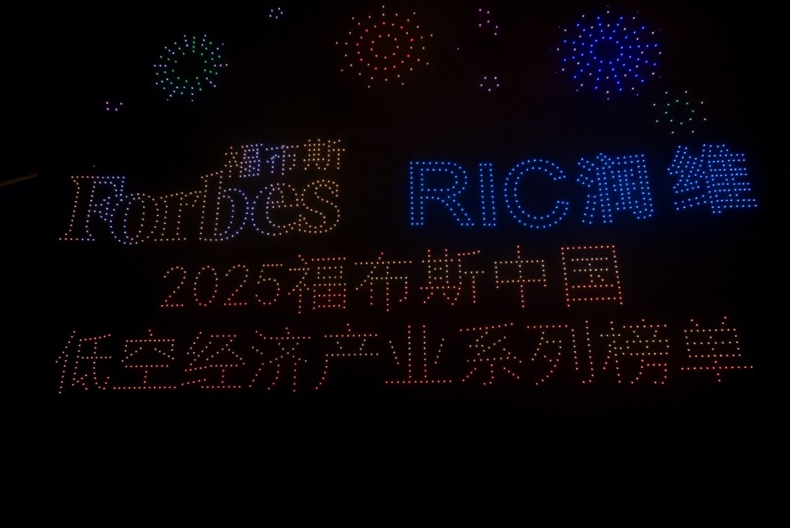 福布斯
Forbes
RIC润维
2025福布斯中国
低空经济产业系列榜单